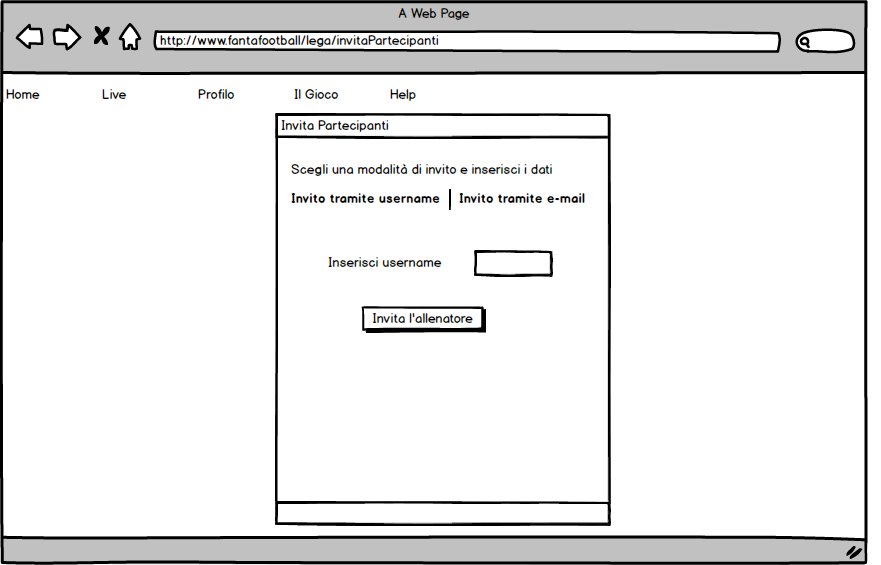 A Web Page
http://www.fantafootball/lega/invitaPartecipanti
Home Live Profilo Il Gioco Help
Invita Partecipanti
Scegli una modalità di invito e inserisci i dati
Invito tramite username Invito tramite e-mail
Inserisci username
Invita l'allenatore